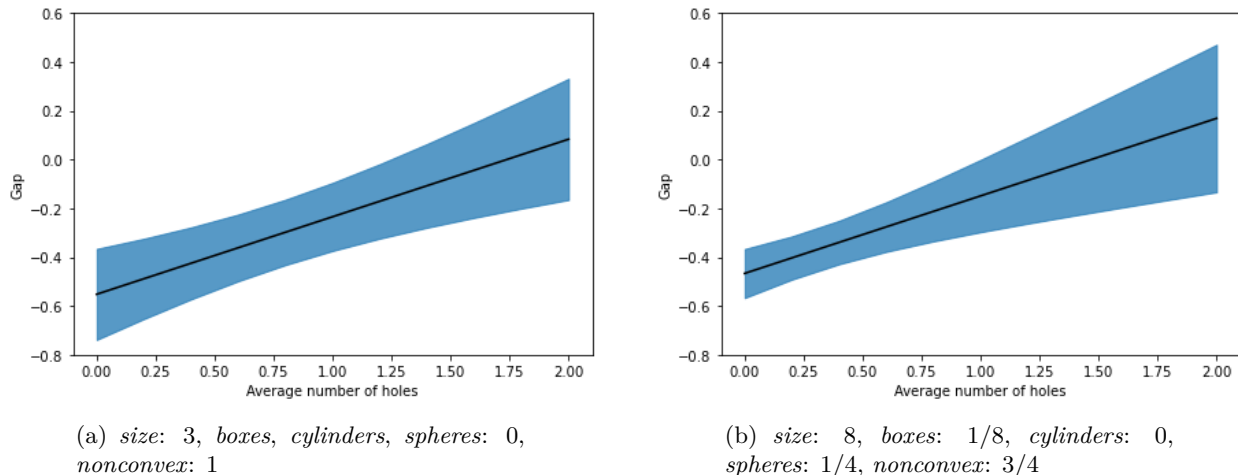 0.6
0.4
0.2
0.0
−0.2
−0.4
−0.6
−0.8
Gap
0.00 0.25 0.50 0.75 1.00 1.25 1.50 1.75 2.00
Average number of holes
(a) size: 3, boxes, cylinders, spheres: 0,
nonconvex: 1
0.6
0.4
0.2
0.0
−0.2
−0.4
−0.6
−0.8
Gap
0.00 0.25 0.50 0.75 1.00 1.25 1.50 1.75 2.00
Average number of holes
(b) size: 8, boxes: 1/8, cylinders: 0,
spheres: 1/4, nonconvex: 3/4